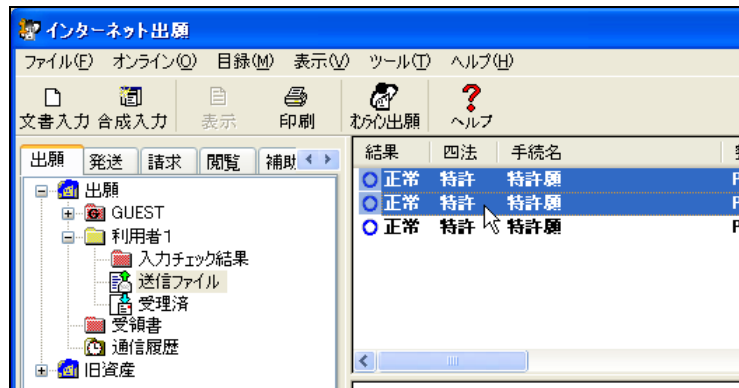 インターネット出願
ファイル(F) オンライン(O) 目録(M) 表示(V) ツール(T) ヘルプ(H)
文書入力 合成入力 表示 印刷 オンライン出願 ヘルプ
出願 発送 請求 閲覧 補助
結果 四法 手続名
出願
正常 特許 特許願
GUEST
正常 特許 特許願
利用者1
正常 特許 特許願
入力チェック結果
送信ファイル
受理済
受領書
通信履歴
旧資産